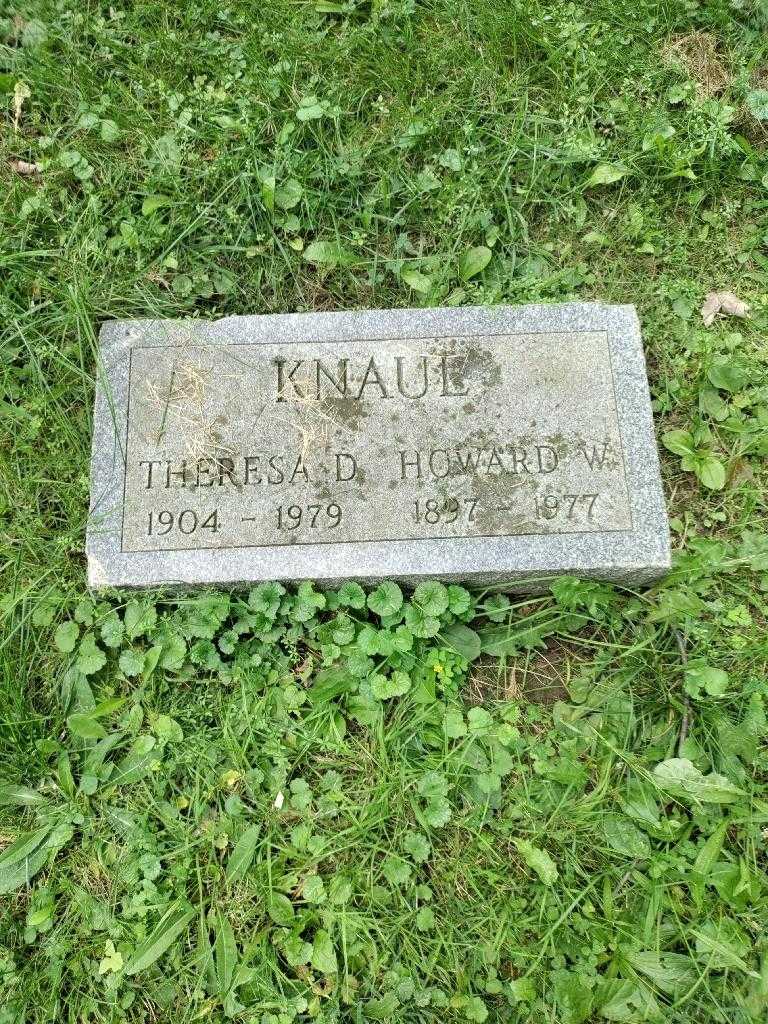 KNAUL
THERESA D HOWARD W
1904 - 1979 1897 - 1977